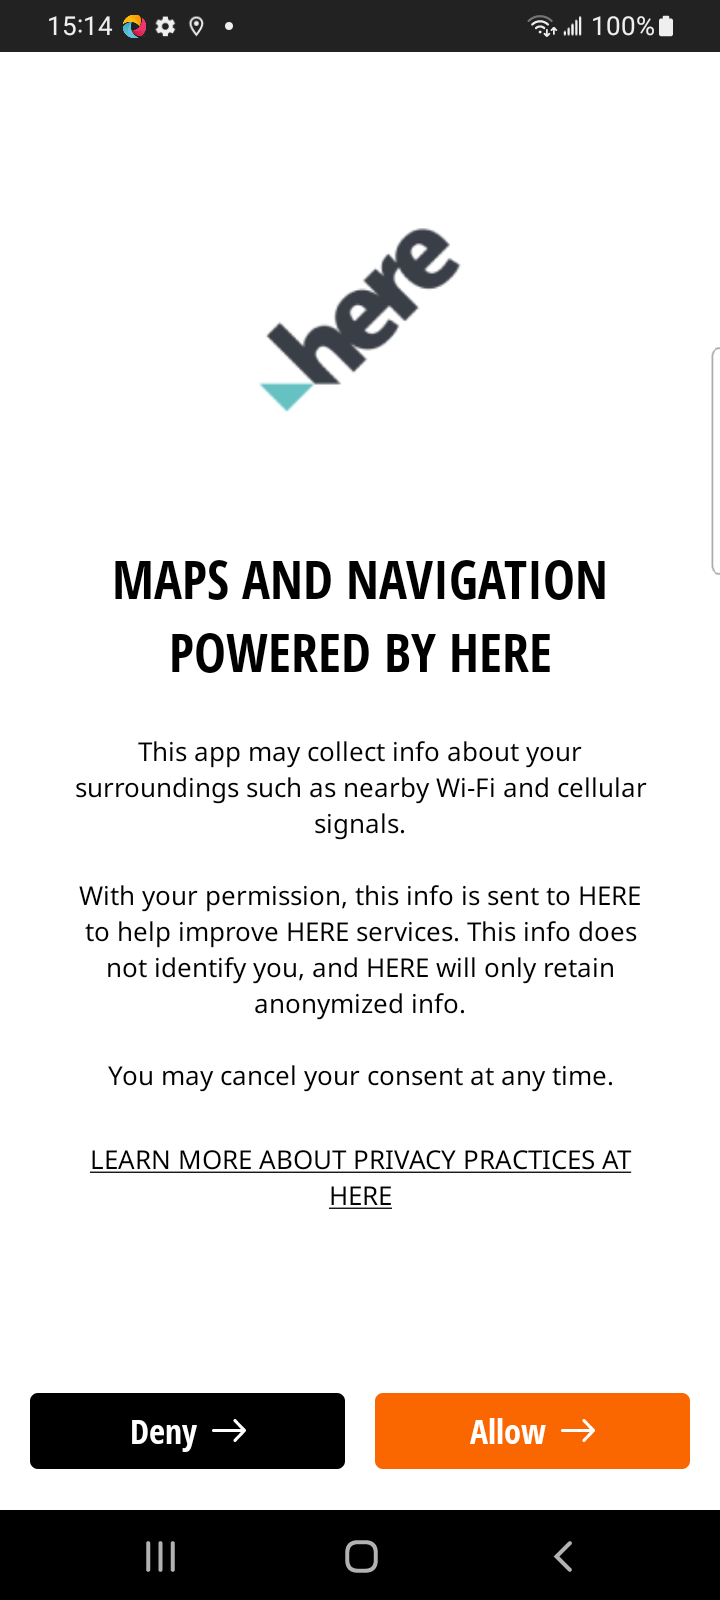 15:14
100%
here
MAPS AND NAVIGATION
POWERED BY HERE
This app may collect info about your
surroundings such as nearby Wi-Fi and cellular
signals.
With your permission, this info is sent to HERE
to help improve HERE services. This info does
not identify you, and HERE will only retain
anonymized info.
You may cancel your consent at any time.
LEARN MORE ABOUT PRIVACY PRACTICES AT
HERE
Deny
Allow